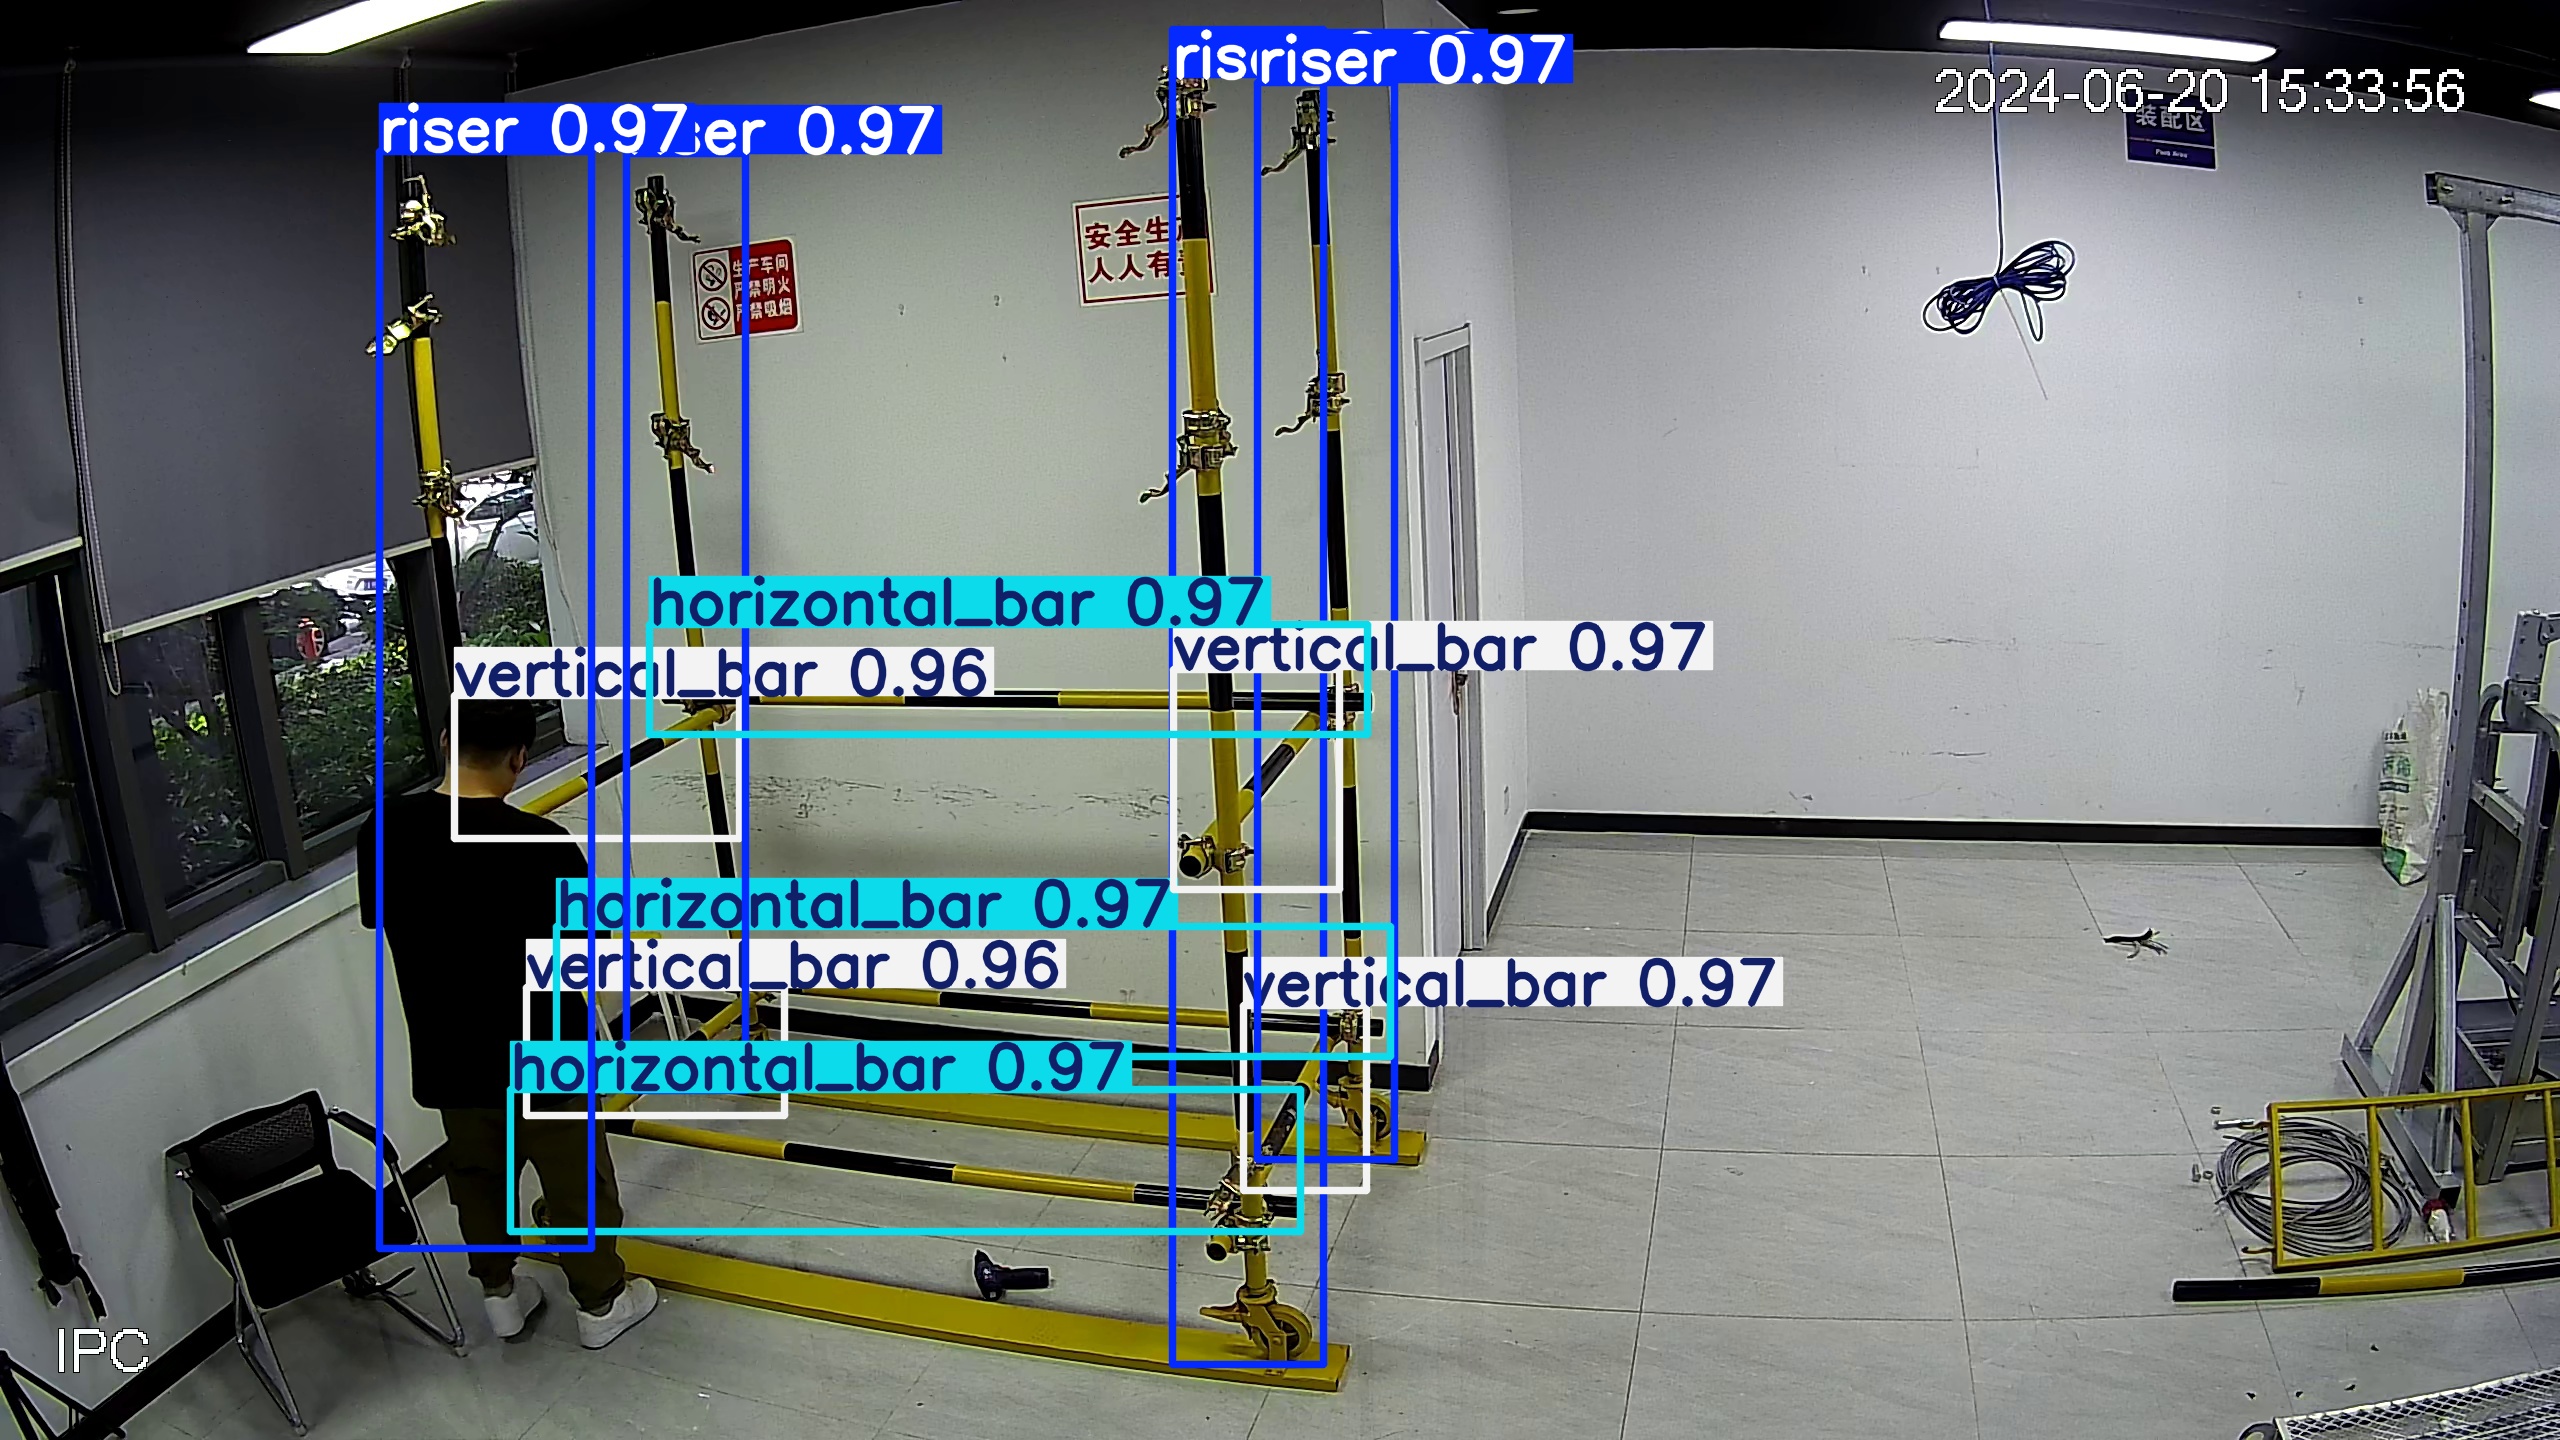 riser 0.97
riser 0.97
2024-06-20 15:33:56
riser 0.97
0.97
装配区
安全生
人人有
生产车间
严禁明火
严禁吸烟
horizontal_bar 0.97
vertical_bar 0.97
vertical_bar 0.96
horizontal_bar 0.97
vertical_bar 0.96
vertical_bar 0.97
horizontal_bar 0.97
IPC